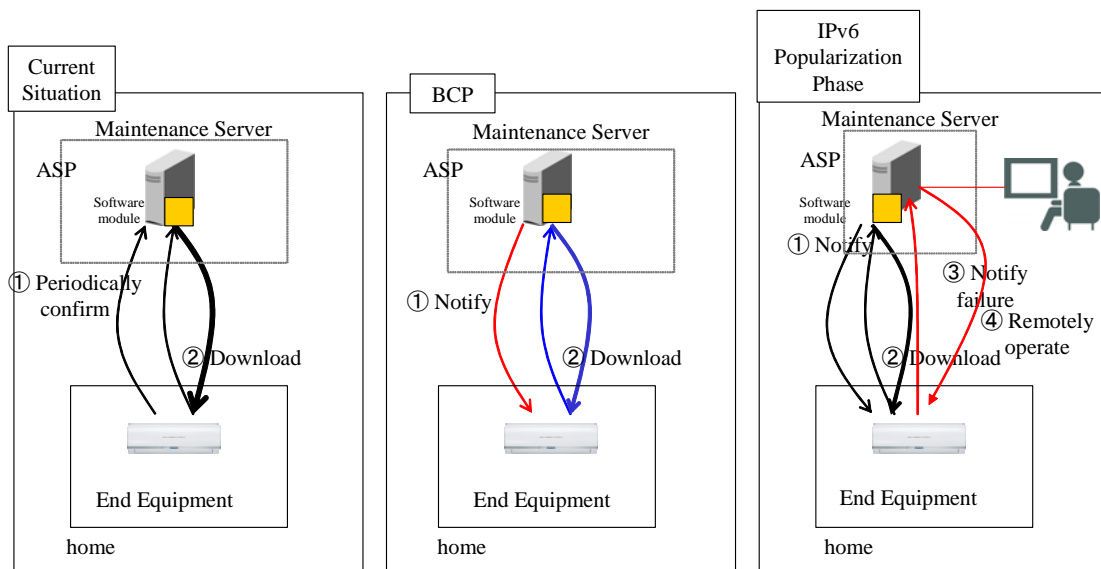 Current
Situation
Maintenance Server
ASP
Software
module
① Periodically
confirm
② Download
End Equipment
home
BCP
Maintenance Server
ASP
Software
module
① Notify
② Download
End Equipment
home
IPv6
Popularization
Phase
Maintenance Server
ASP
Software
module
① Notify
③ Notify
failure
④ Remotely
operate
② Download
End Equipment
home